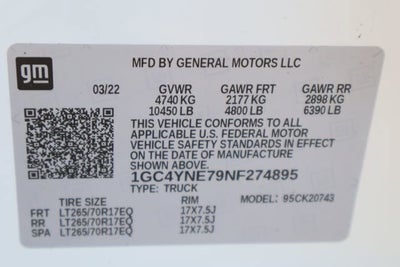 gm
MFD BY GENERAL MOTORS LLC
03/22 GVWR GAWR FRT GAWR RR
4740 KG 2177 KG 2898 KG
10450 LB 4800 LB 6390 LB
THIS VEHICLE CONFORMS TO ALL
APPLICABLE U.S. FEDERAL MOTOR
VEHICLE SAFETY STANDARDS IN EFFECT
ON THE DATE OF MANUFACTURE
SHOWN ABOVE.
1GC4YNE79NF274895
TYPE: TRUCK
TIRE SIZE RIM MODEL: 95CK20743
FRT LT265/70R17EQ 17X7.5J
RR LT265/70R17EQ 17X7.5J
SPA LT265/70R17EQ 17X7.5J